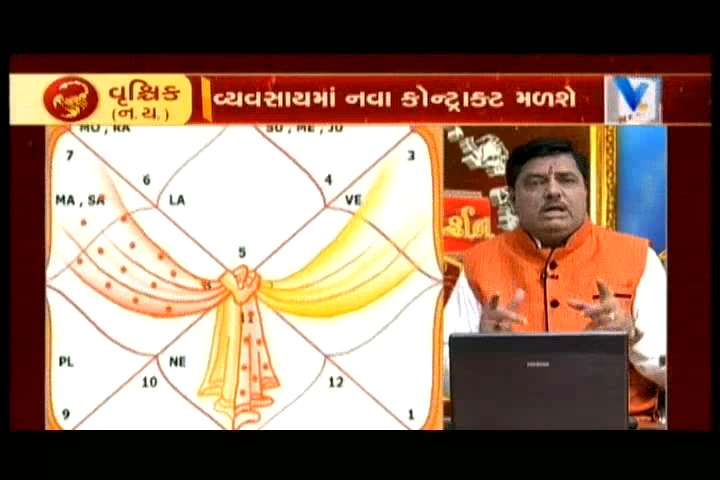 વૃશ્ચિક
(ન.ય.)
વ્યવસાયમાં નવા કોન્ટ્રાક્ટ મળશે
V
MO , RA
SU , ME , JU
7
6
4
3
MA , SA
LA
VE
5
11
PL
NE
10
12
9
1